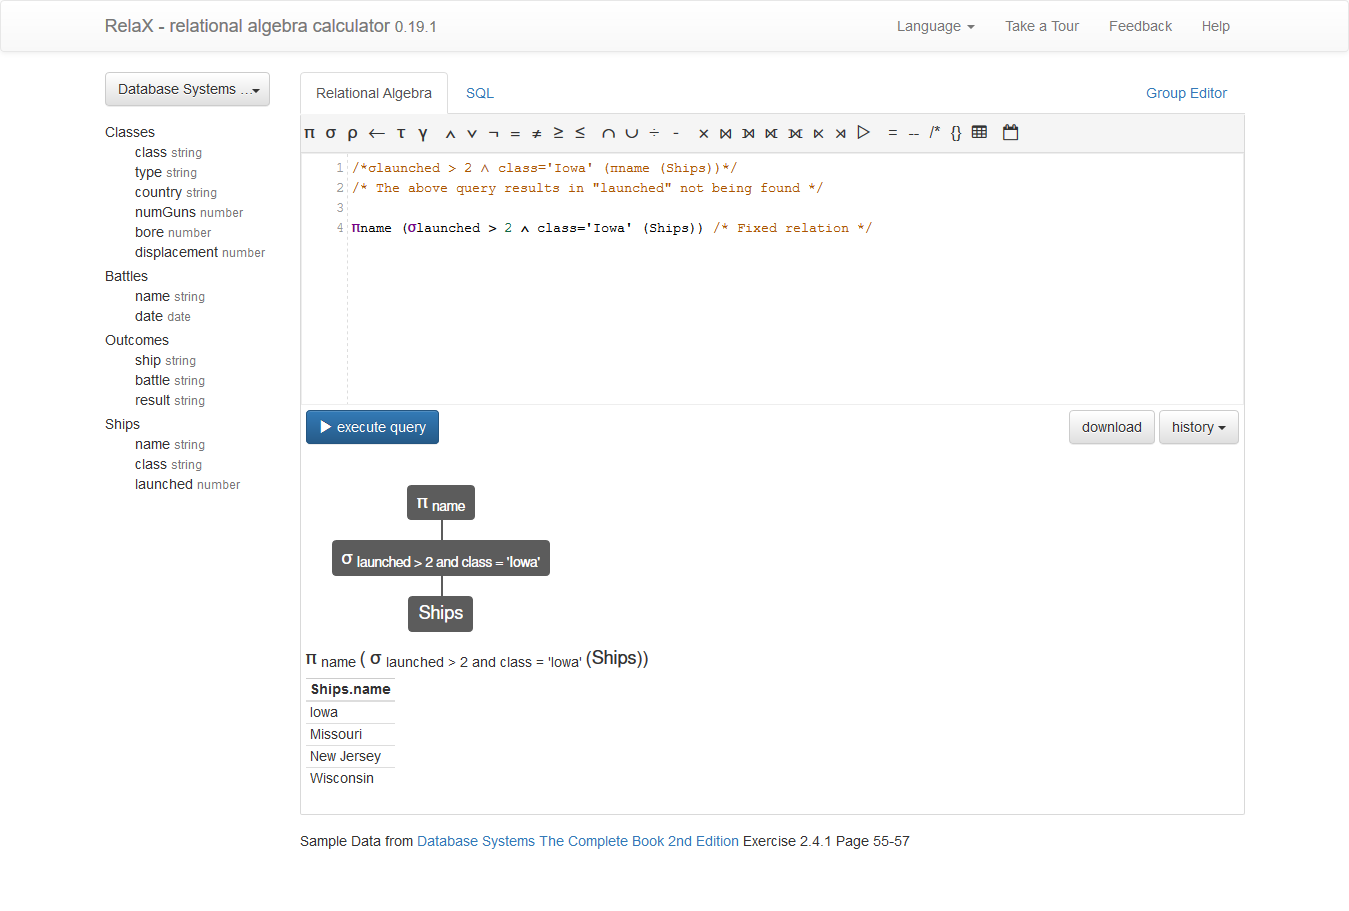 RelaX - relational algebra calculator 0.19.1
Language
Take a Tour
Feedback
Help
Database Systems ...
Classes
class string
type string
country string
numGuns number
bore number
displacement number
Battles
name string
date date
Outcomes
ship string
battle string
result string
Ships
name string
class string
launched number
Relational Algebra
SQL
Group Editor
π σ ρ ← τ γ ∧ ∨ ¬ = ≠ ≥ ≤ ∩ ∪ ÷ - × ⋈ ⟕ ⟖ ⟗ ⋉ ⋊ ▷ = -- /* {}
1 /*σlaunched > 2 ∧ class='Iowa' (πname (Ships))*/
2 /* The above query results in "launched" not being found */
3
4 πname (σlaunched > 2 ∧ class='Iowa' (Ships)) /* Fixed relation */
execute query
download
history
π name
σ launched > 2 and class = 'Iowa'
Ships
π name ( σ launched > 2 and class = 'Iowa' (Ships))
Ships.name
Iowa
Missouri
New Jersey
Wisconsin
Sample Data from Database Systems The Complete Book 2nd Edition Exercise 2.4.1 Page 55-57